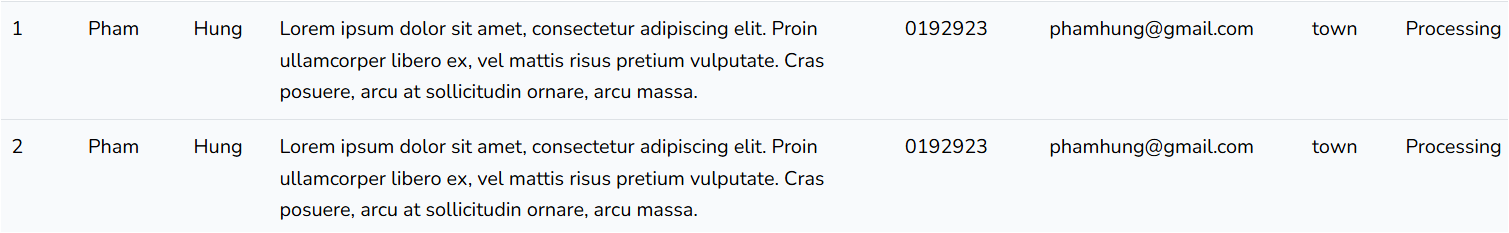 1 Pham Hung Lorem ipsum dolor sit amet, consectetur adipiscing elit. Proin 0192923 phamhung@gmail.com town Processing
ullamcorper libero ex, vel mattis risus pretium vulputate. Cras
posuere, arcu at sollicitudin ornare, arcu massa.
2 Pham Hung Lorem ipsum dolor sit amet, consectetur adipiscing elit. Proin 0192923 phamhung@gmail.com town Processing
ullamcorper libero ex, vel mattis risus pretium vulputate. Cras
posuere, arcu at sollicitudin ornare, arcu massa.